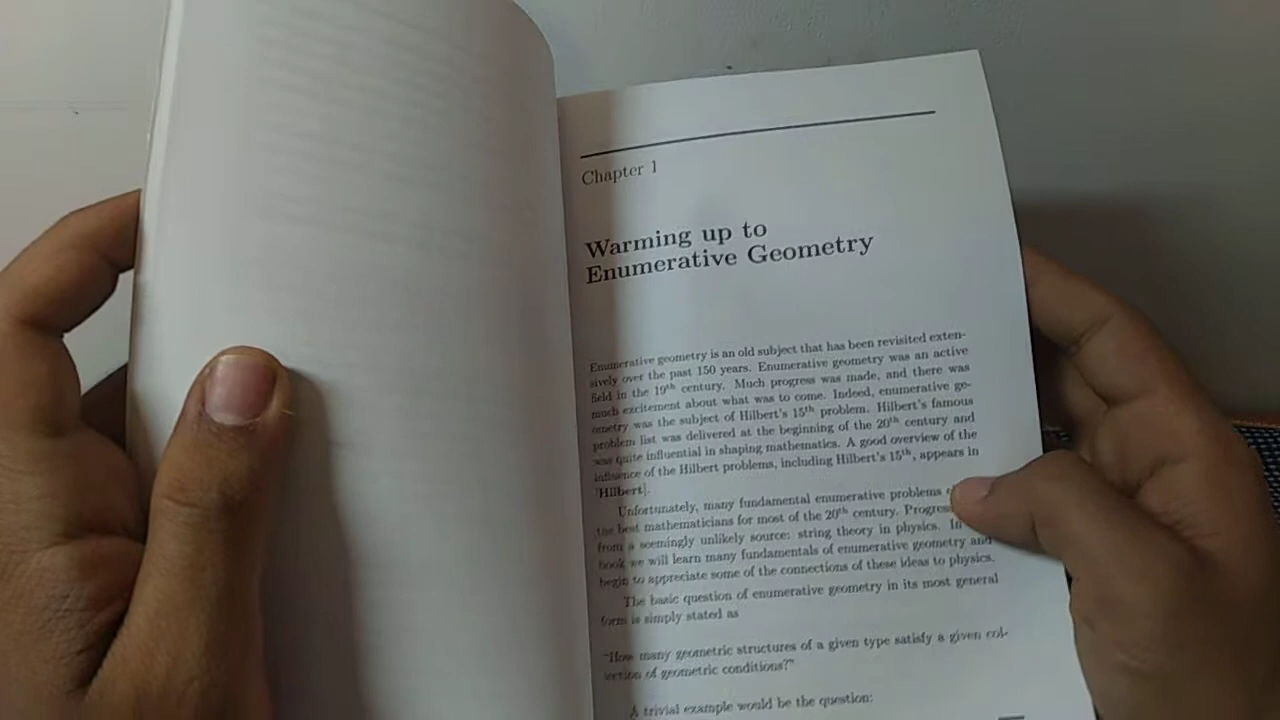 Chapter 1
Warming up to
Enumerative Geometry
Enumerative geometry is an old subject that has been revisited exten-
sively over the past 150 years. Enumerative geometry was an active
field in the 19th century. Much progress was made, and there was
much excitement about what was to come. Indeed, enumerative ge-
ometry was the subject of Hilbert's 15th problem. Hilbert's famous
problem list was delivered at the beginning of the 20th century and
was quite influential in shaping mathematics. A good overview of the
influence of the Hilbert problems, including Hilbert's 15th, appears in
[Hilbert].
Unfortunately, many fundamental enumerative problems
the best mathematicians for most of the 20th century. Progress
from a seemingly unlikely source: string theory in physics. In
book we will learn many fundamentals of enumerative geometry and
begin to appreciate some of the connections of these ideas to physics.
The basic question of enumerative geometry in its most general
form is simply stated as
"How many geometric structures of a given type satisfy a given col-
lection of geometric conditions?"
A trivial example would be the question: